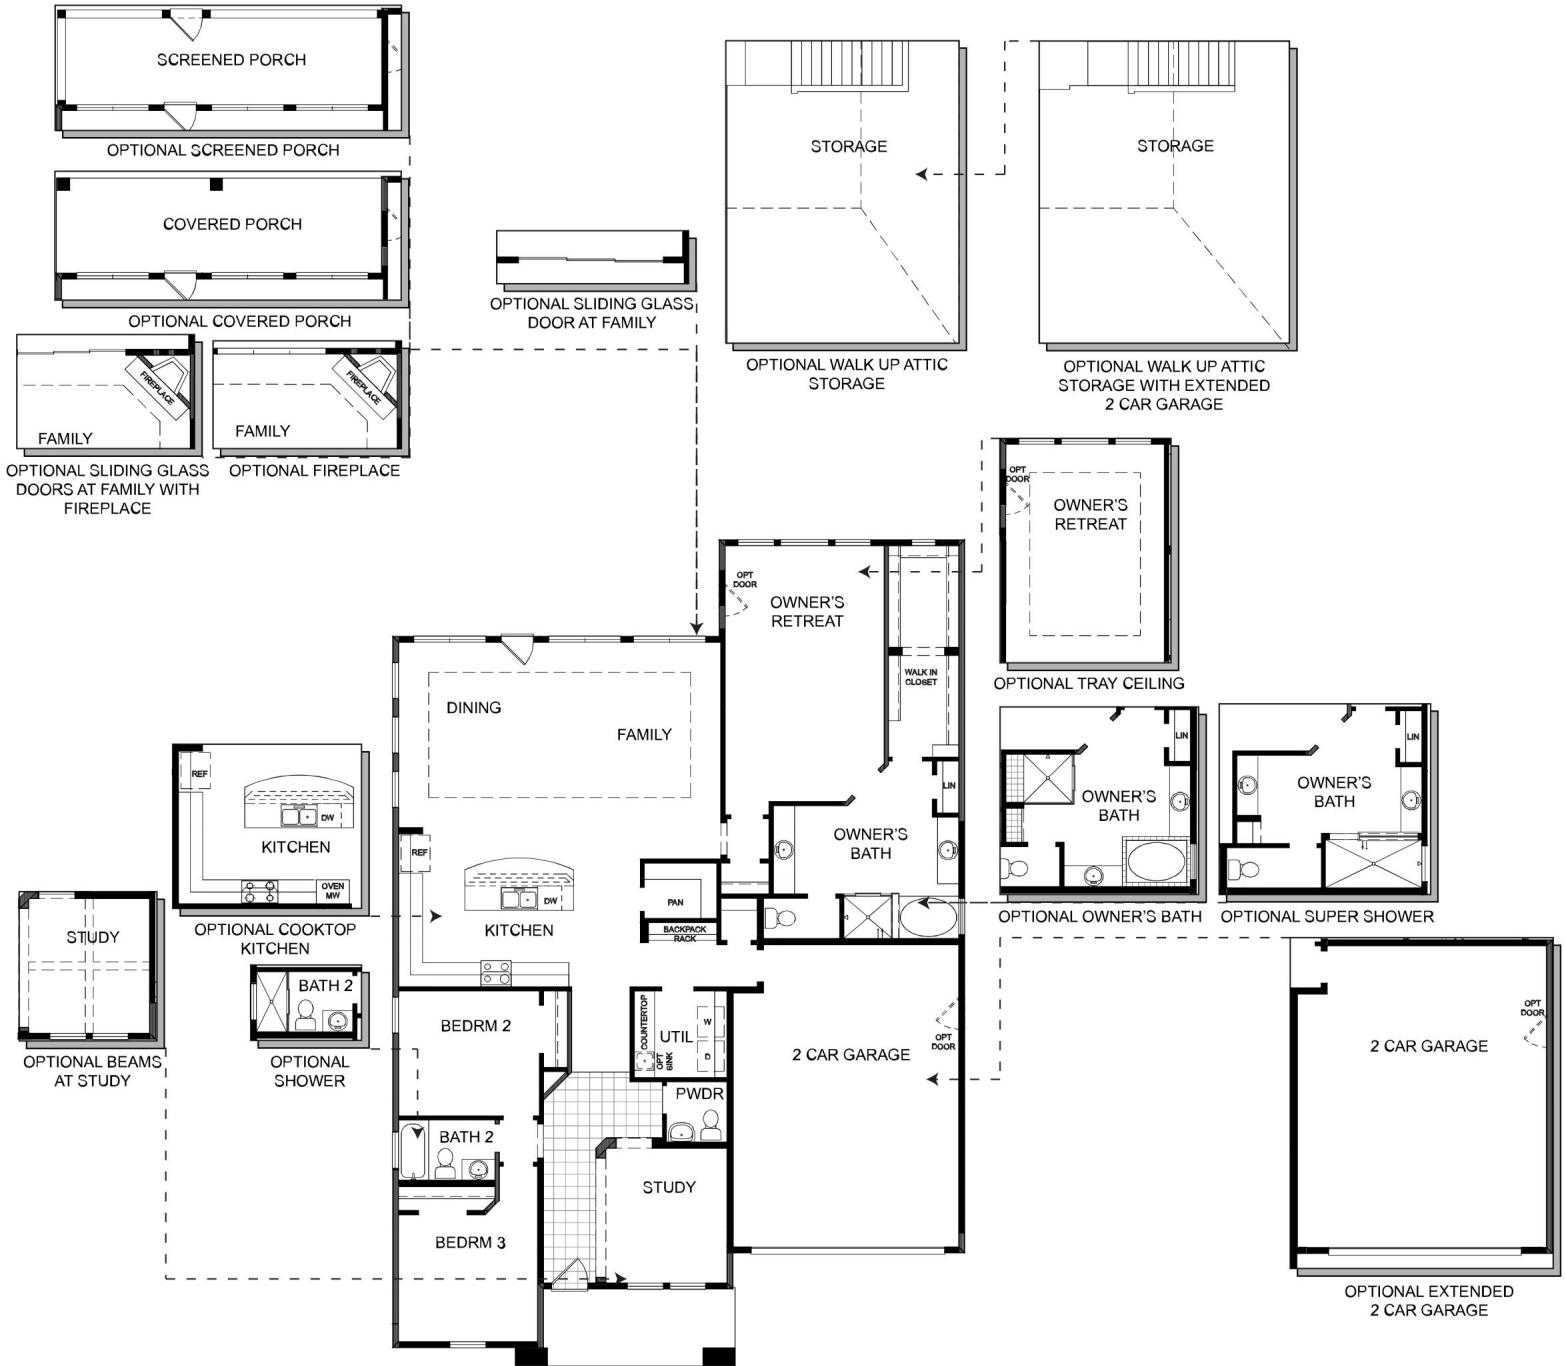 SCREENED PORCH
OPTIONAL SCREENED PORCH
COVERED PORCH
OPTIONAL COVERED PORCH
FIREPLACE
FAMILY
OPTIONAL SLIDING GLASS
DOORS AT FAMILY WITH
FIREPLACE
FIREPLACE
FAMILY
OPTIONAL FIREPLACE
OPTIONAL SLIDING GLASS
DOOR AT FAMILY
STORAGE
OPTIONAL WALK UP ATTIC
STORAGE
STORAGE
OPTIONAL WALK UP ATTIC
STORAGE WITH EXTENDED
2 CAR GARAGE
OPT
DOOR
OWNER'S
RETREAT
OPTIONAL TRAY CEILING
OPT
DOOR
OWNER'S
RETREAT
WALK IN
CLOSET
DINING
FAMILY
LIN
OWNER'S
BATH
REF
KITCHEN
DW
PAN
BACKPACK
RACK
REF
DW
KITCHEN
OVEN
MW
OPTIONAL COOKTOP
KITCHEN
LIN
OWNER'S
BATH
OPTIONAL OWNER'S BATH
LIN
OWNER'S
BATH
OPTIONAL SUPER SHOWER
STUDY
OPTIONAL BEAMS
AT STUDY
BATH 2
OPTIONAL
SHOWER
BEDRM 2
COUNTERTOP
OPT
SINK
UTIL
W
D
2 CAR GARAGE
OPT
DOOR
PWDR
BATH 2
STUDY
BEDRM 3
2 CAR GARAGE
OPT
DOOR
OPTIONAL EXTENDED
2 CAR GARAGE